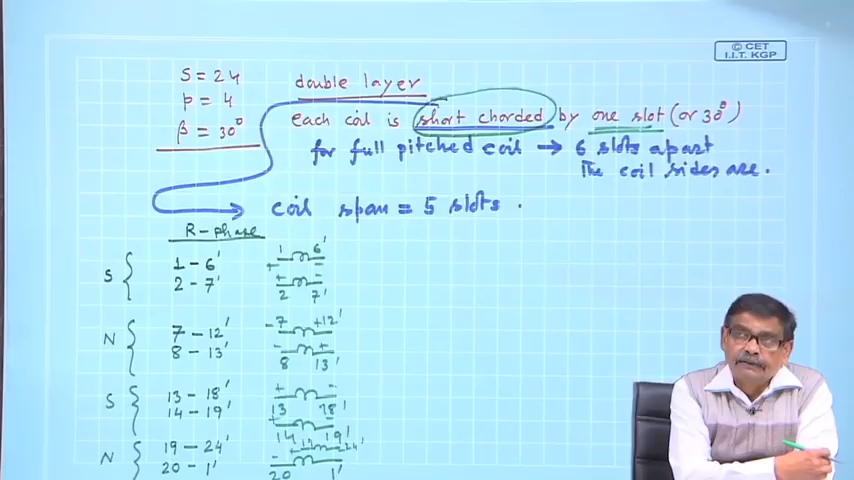 © CET
I.I.T. KGP
S = 24
p = 4
β = 30°
double layer
each coil is short chorded by one slot (or 30°)
for full pitched coil → 6 slots apart
The coil sides are.
coil span = 5 slots.
R-phase
S { 1 - 6' 1 6' + -
2 - 7' + - 2 7'
N { 7 - 12' -7 +12'
8 - 13' - + 8 13'
S { 13 - 18' + - 13 18'
14 - 19' + - 14 19'
N { 19 - 24' 19 24'
20 - 1' - 20 1'